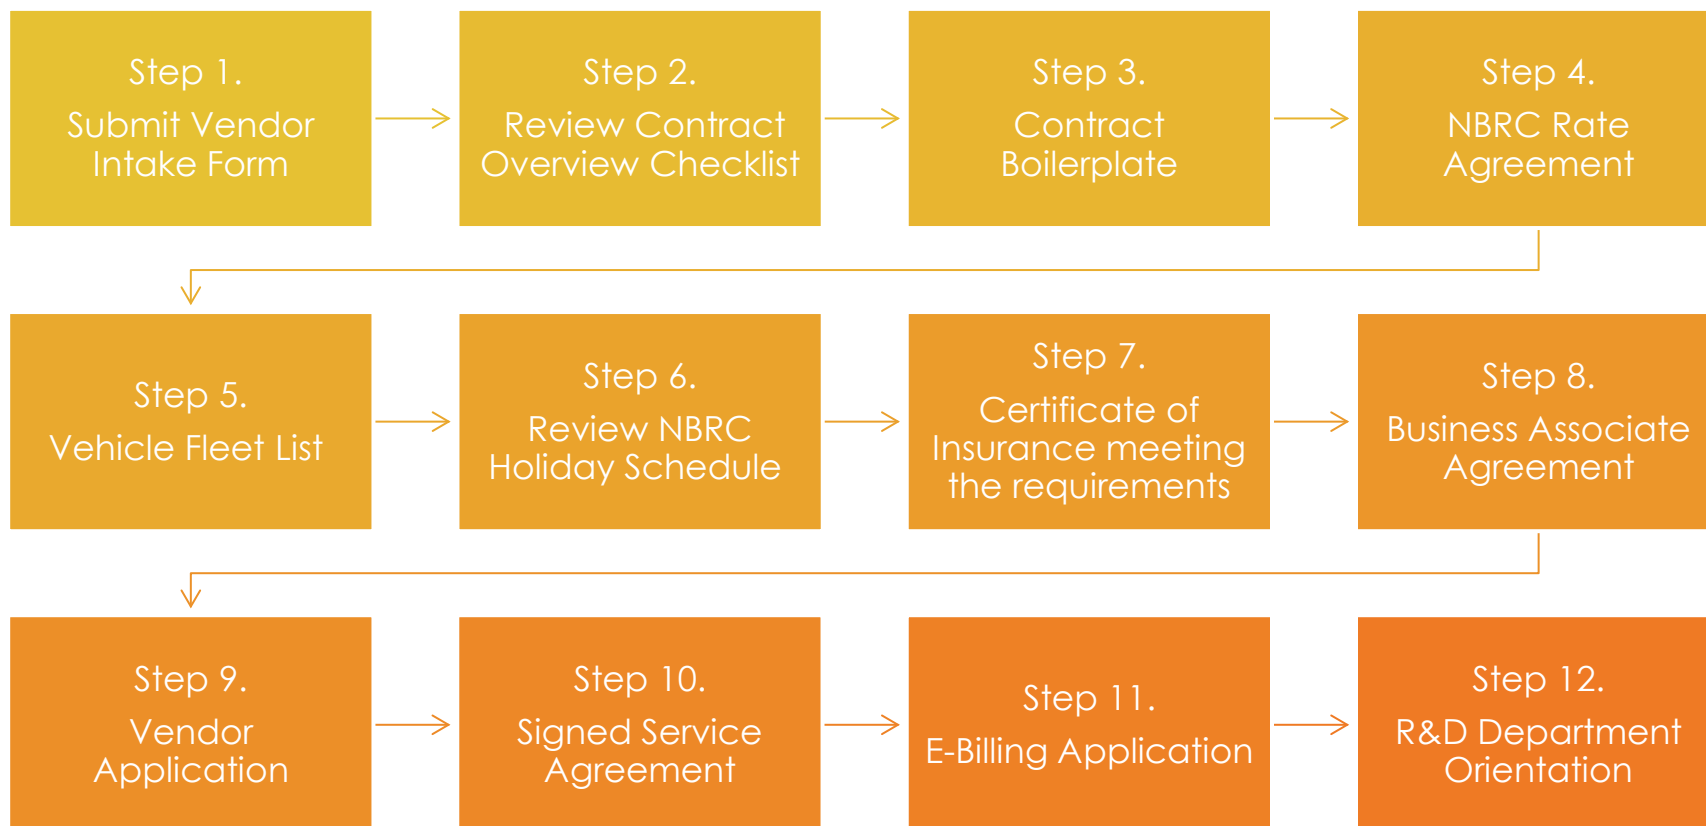 Step 1.
Submit Vendor
Intake Form
Step 2.
Review Contract
Overview Checklist
Step 3.
Contract
Boilerplate
Step 4.
NBRC Rate
Agreement
Step 5.
Vehicle Fleet List
Step 6.
Review NBRC
Holiday Schedule
Step 7.
Certificate of
Insurance meeting
the requirements
Step 8.
Business Associate
Agreement
Step 9.
Vendor
Application
Step 10.
Signed Service
Agreement
Step 11.
E-Billing Application
Step 12.
R&D Department
Orientation